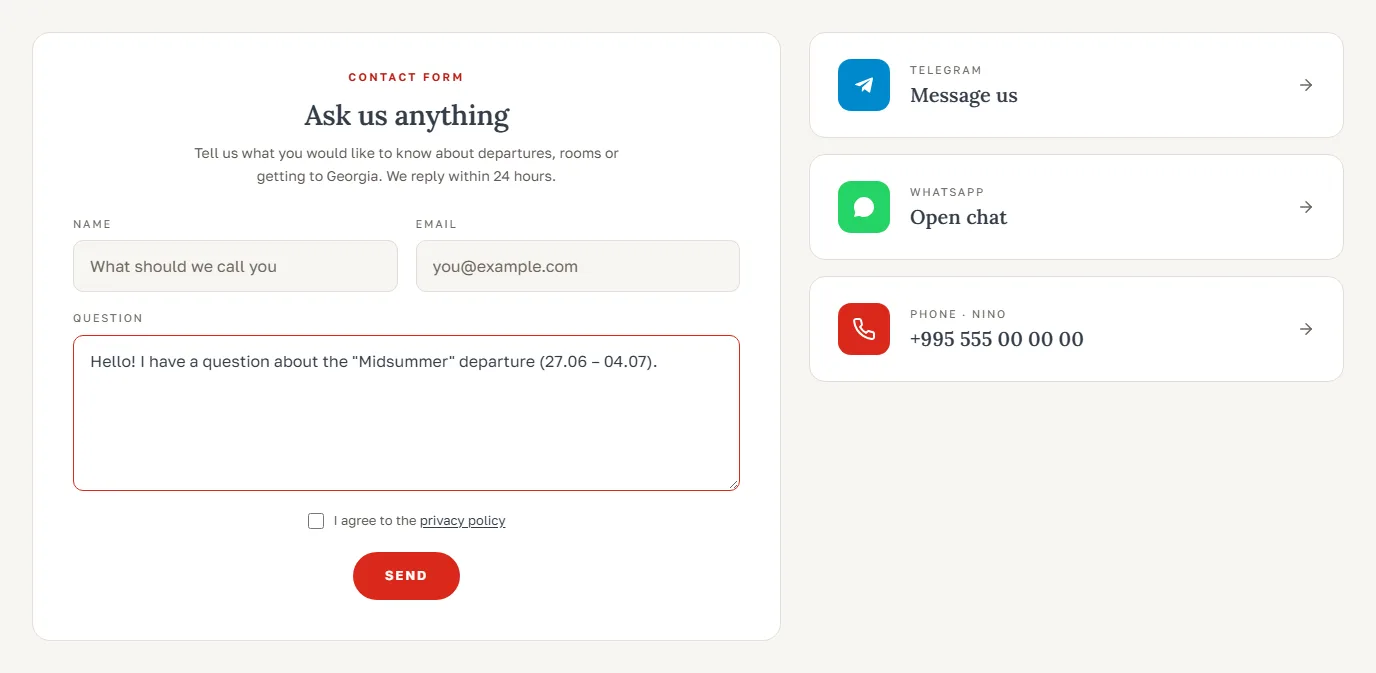 CONTACT FORM
Ask us anything
Tell us what you would like to know about departures, rooms or
getting to Georgia. We reply within 24 hours.
NAME
EMAIL
What should we call you
you@example.com
QUESTION
Hello! I have a question about the "Midsummer" departure (27.06 – 04.07).
I agree to the privacy policy
SEND
TELEGRAM
Message us
WHATSAPP
Open chat
PHONE · NINO
+995 555 00 00 00